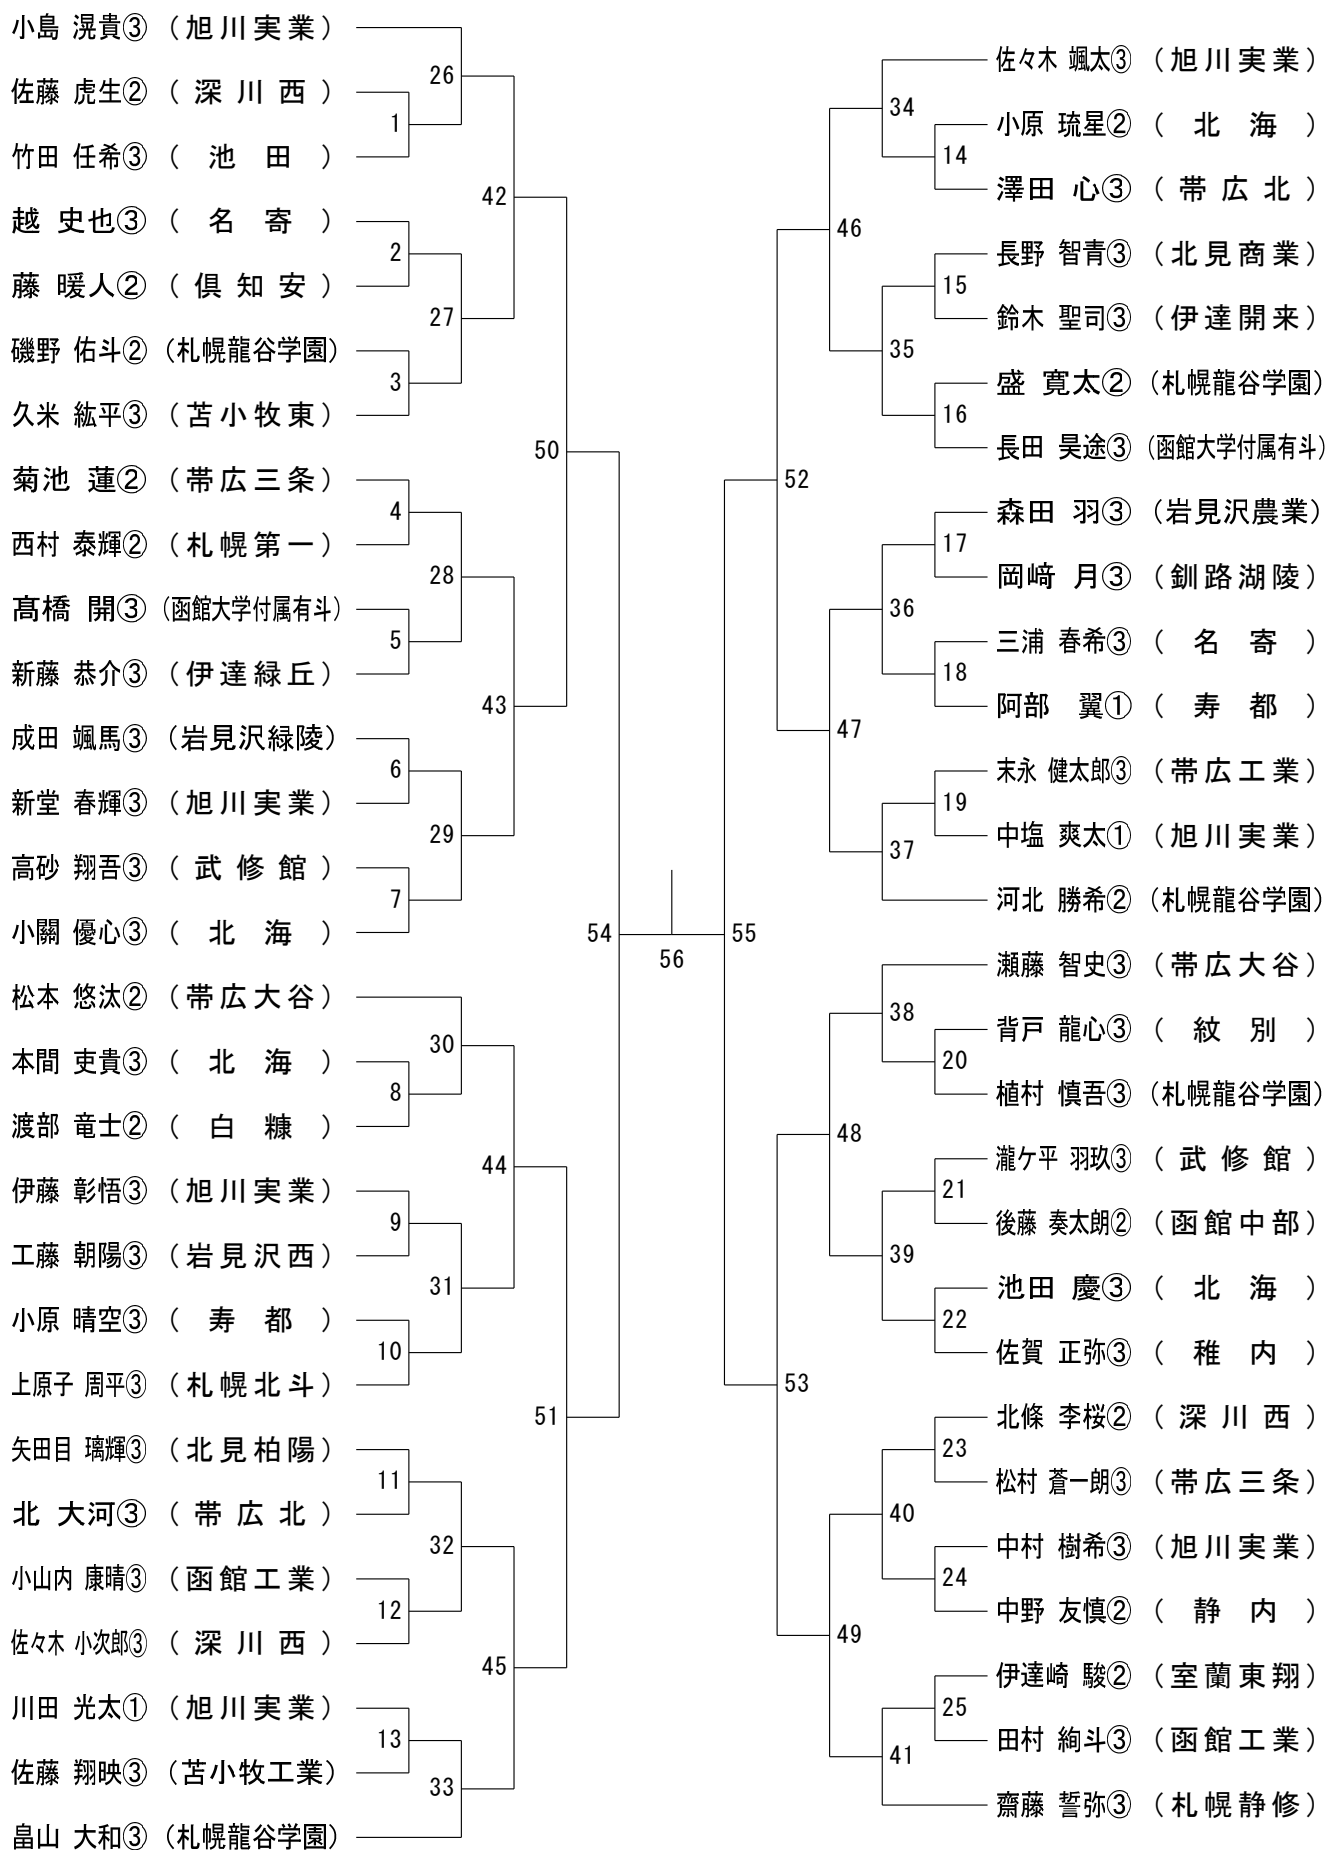 小島 滉貴③ (旭川実業)
佐藤 虎生② (深川西)
竹田 任希③ (池田)
越 史也③ (名寄)
藤 暖人② (倶知安)
磯野 佑斗② (札幌龍谷学園)
久米 紘平③ (苫小牧東)
菊池 蓮② (帯広三条)
西村 泰輝② (札幌第一)
髙橋 開③ (函館大学付属有斗)
新藤 恭介③ (伊達緑丘)
成田 颯馬③ (岩見沢緑陵)
新堂 春輝③ (旭川実業)
高砂 翔吾③ (武修館)
小關 優心③ (北海)
松本 悠汰② (帯広大谷)
本間 吏貴③ (北海)
渡部 竜士② (白糠)
伊藤 彰悟③ (旭川実業)
工藤 朝陽③ (岩見沢西)
小原 晴空③ (寿都)
上原子 周平③ (札幌北斗)
矢田目 璃輝③ (北見柏陽)
北 大河③ (帯広北)
小山内 康晴③ (函館工業)
佐々木 小次郎③ (深川西)
川田 光太① (旭川実業)
佐藤 翔映③ (苫小牧工業)
畠山 大和③ (札幌龍谷学園)
1
2
3
4
5
6
7
8
9
10
11
12
13
26
27
28
29
30
31
32
33
42
43
44
45
50
51
54
56
55
52
53
46
47
48
49
34
35
36
37
38
39
40
41
14
15
16
17
18
19
20
21
22
23
24
25
佐々木 颯太③ (旭川実業)
小原 琉星② (北海)
澤田 心③ (帯広北)
長野 智青③ (北見商業)
鈴木 聖司③ (伊達開来)
盛 寛太② (札幌龍谷学園)
長田 昊途③ (函館大学付属有斗)
森田 羽③ (岩見沢農業)
岡﨑 月③ (釧路湖陵)
三浦 春希③ (名寄)
阿部 翼① (寿都)
末永 健太郎③ (帯広工業)
中塩 爽太① (旭川実業)
河北 勝希② (札幌龍谷学園)
瀬藤 智史③ (帯広大谷)
背戸 龍心③ (紋別)
植村 慎吾③ (札幌龍谷学園)
瀧ケ平 羽玖③ (武修館)
後藤 奏太朗② (函館中部)
池田 慶③ (北海)
佐賀 正弥③ (稚内)
北條 李桜② (深川西)
松村 蒼一朗③ (帯広三条)
中村 樹希③ (旭川実業)
中野 友慎② (静内)
伊達崎 駿② (室蘭東翔)
田村 絢斗③ (函館工業)
齋藤 誓弥③ (札幌静修)